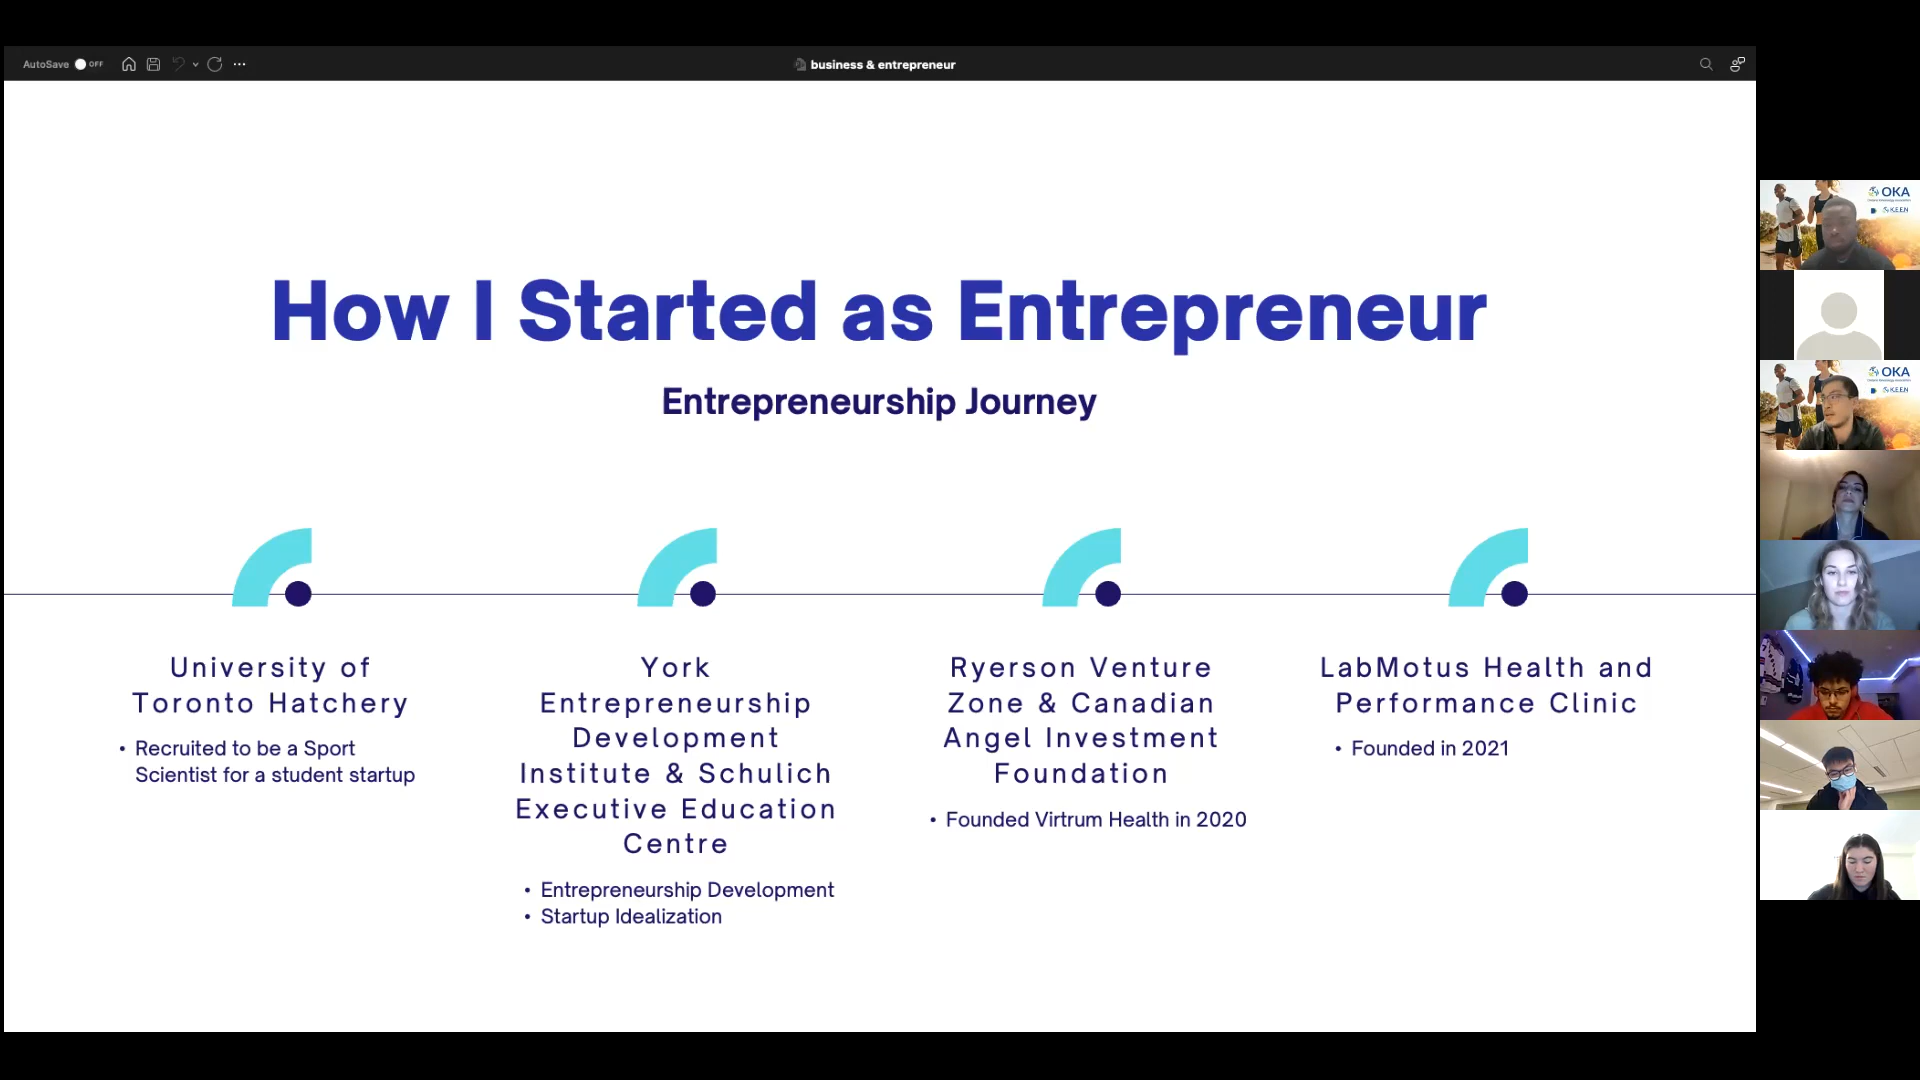 AutoSave OFF
business & entrepreneur
How I Started as Entrepreneur
Entrepreneurship Journey
University of
Toronto Hatchery
• Recruited to be a Sport
Scientist for a student startup
York
Entrepreneurship
Development
Institute & Schulich
Executive Education
Centre
• Entrepreneurship Development
• Startup Idealization
Ryerson Venture
Zone & Canadian
Angel Investment
Foundation
• Founded Virtrum Health in 2020
LabMotus Health and
Performance Clinic
• Founded in 2021
OKA
K.E.E.N
OKA
K.E.E.N